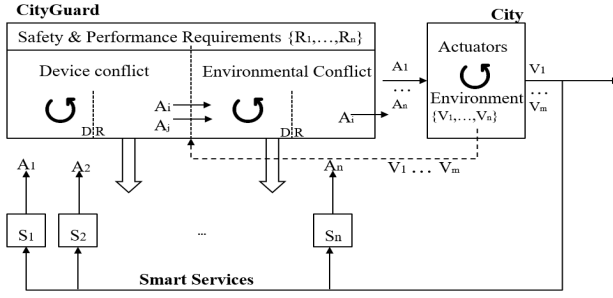 CityGuard
City
Safety & Performance Requirements {R1,…,Rn}
Device conflict
Environmental Conflict
Ai
Aj
D R
Ai
D R
A1
...
An
Actuators
Environment
{V1,…,Vn}
V1
...
Vm
V1 ... Vm
A1
A2
An
S1
S2
...
Sn
Smart Services